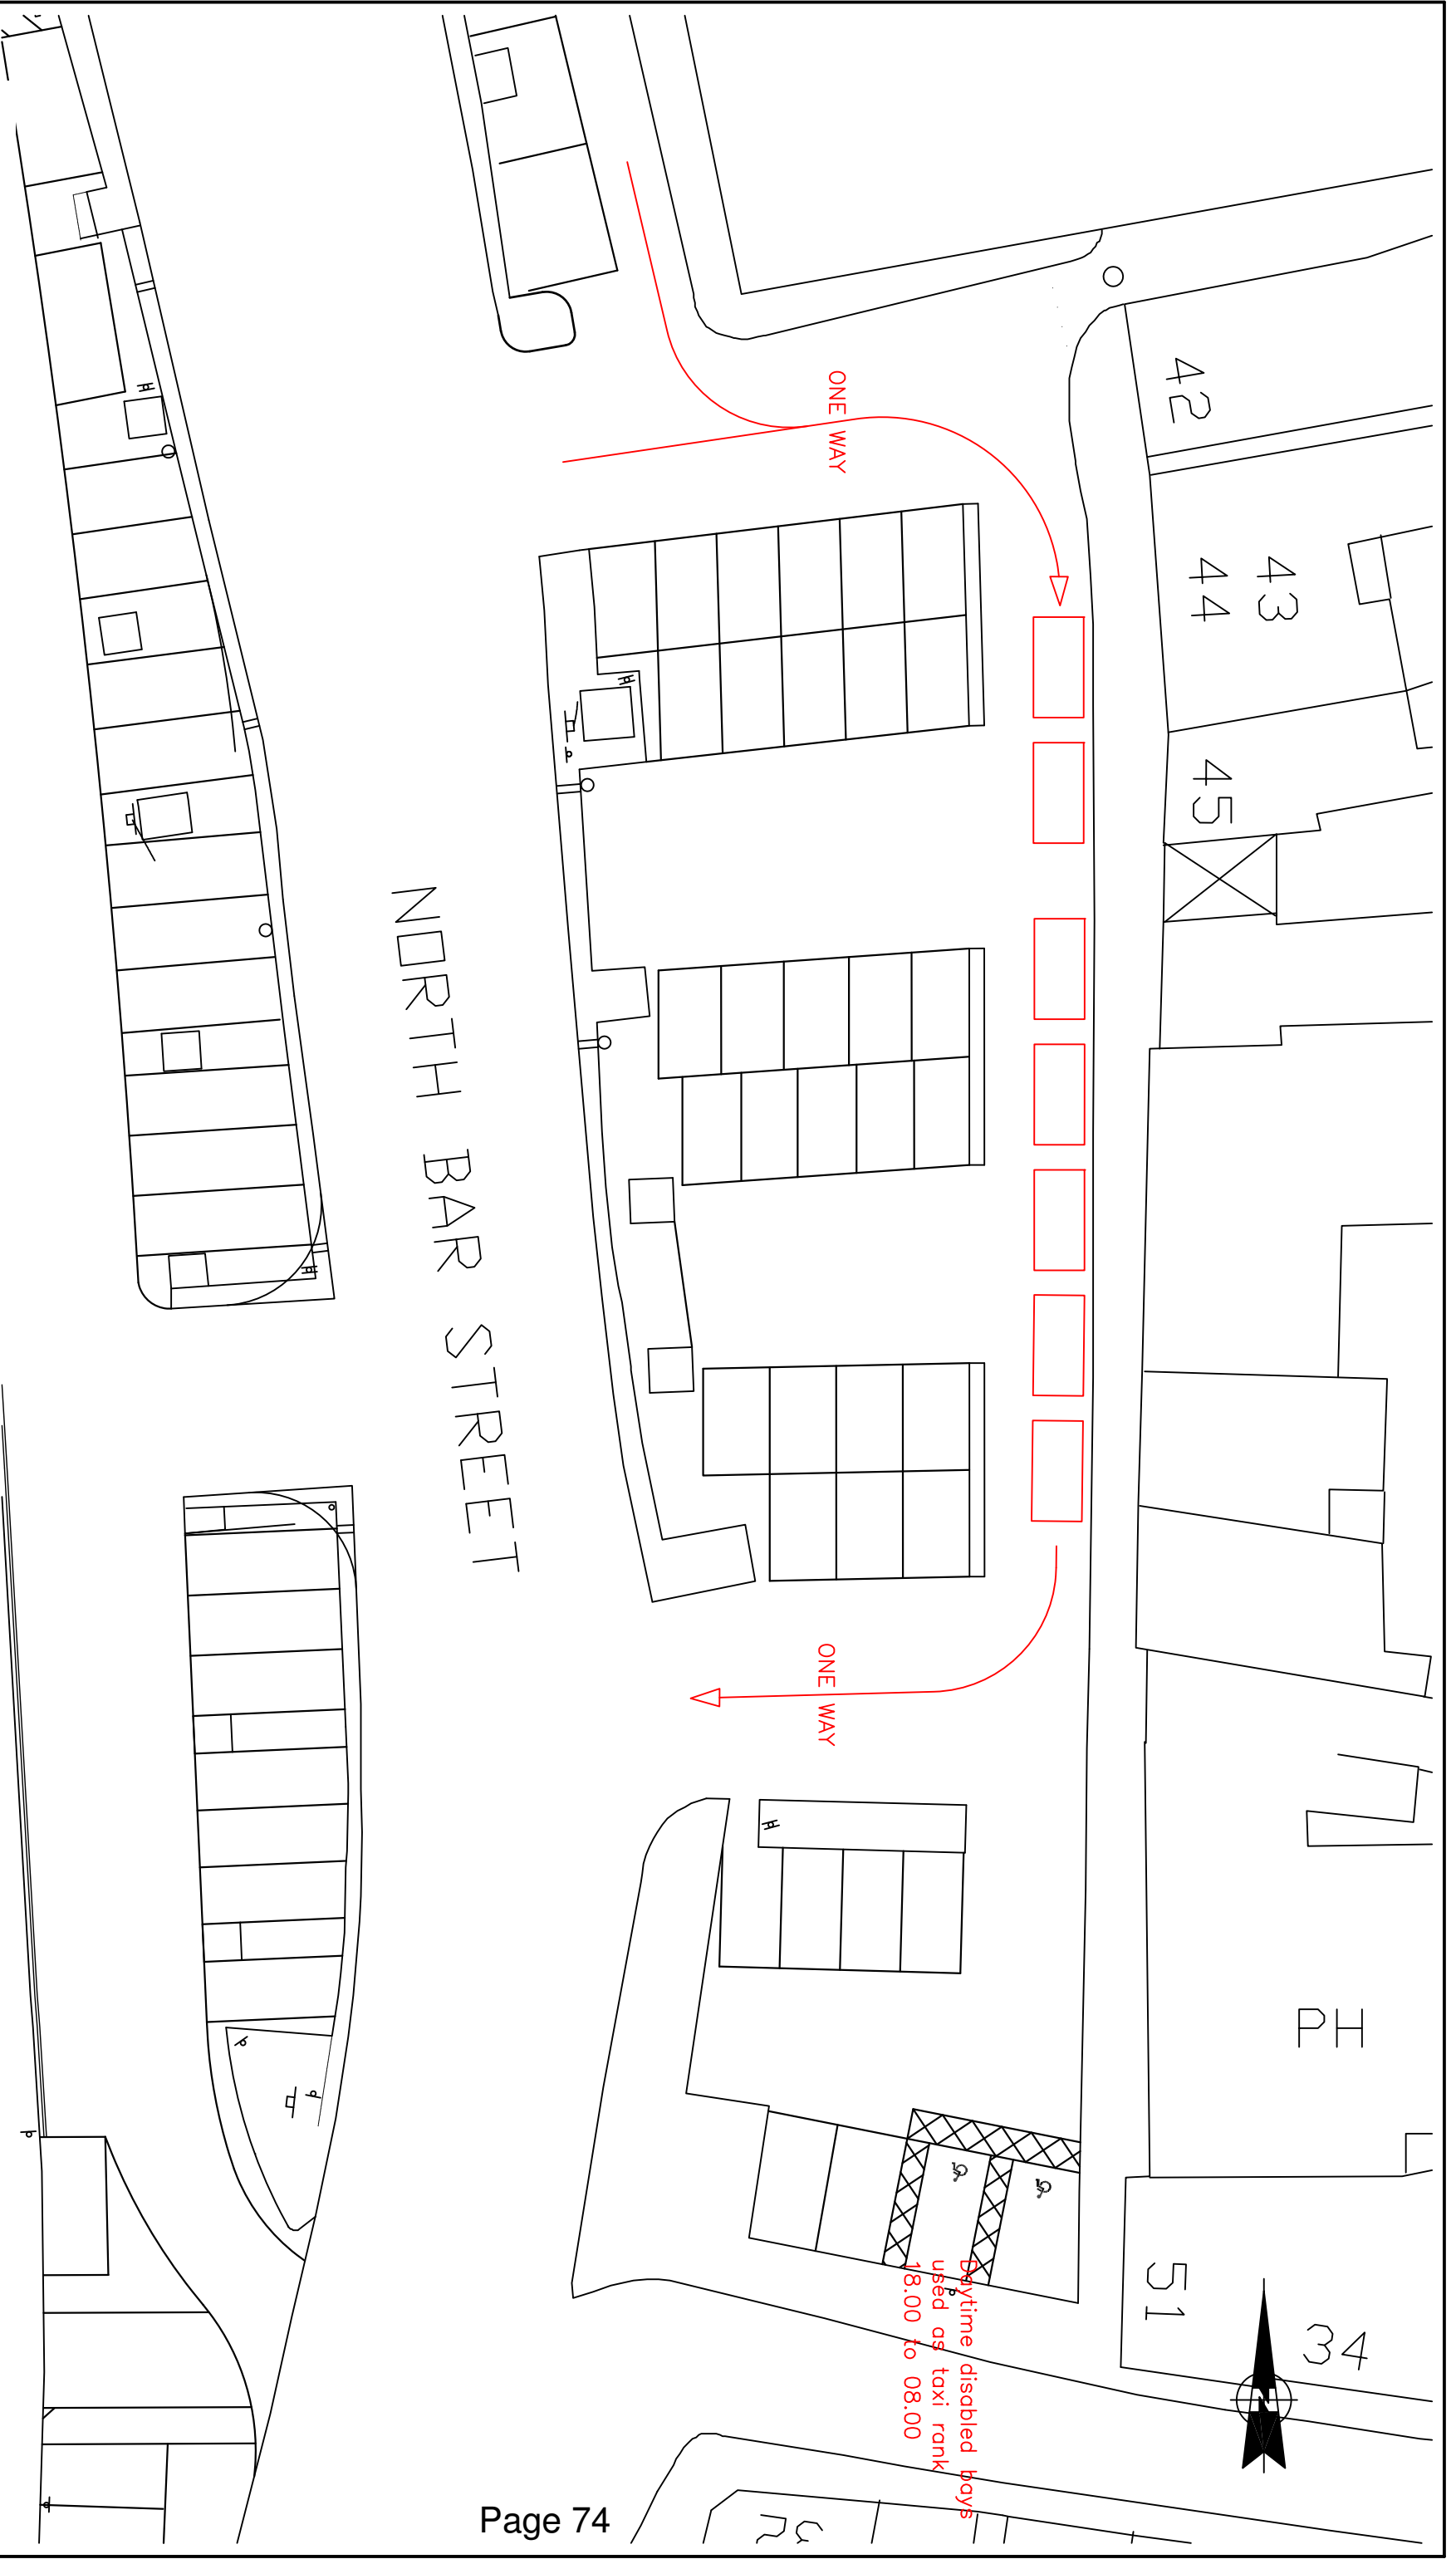 42
ONE WAY
43
44
45
NORTH BAR STREET
ONE WAY
PH
Daytime disabled bays
used as taxi rank
18.00 to 08.00
51
34
N
Page 74